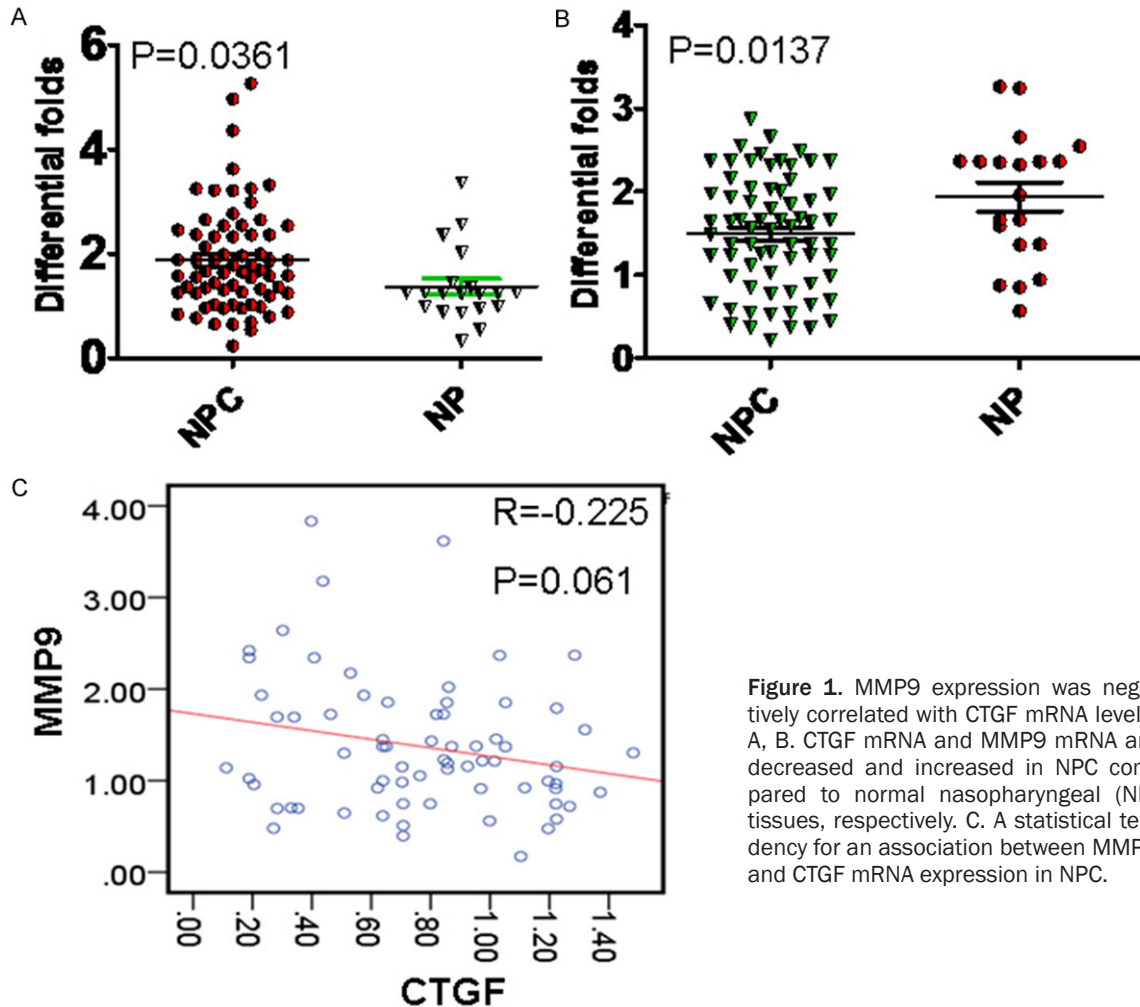 A
B
6
4
2
0
P=0.0361
Differential folds
NPC
NP
4
3
2
1
0
P=0.0137
Differential folds
NPC
NP
C
4.00
3.00
2.00
1.00
.00
R=-0.225
P=0.061
MMP9
.00
.20
.40
.60
.80
1.00
1.20
1.40
CTGF
Figure 1. MMP9 expression was nega
tively correlated with CTGF mRNA level
A, B. CTGF mRNA and MMP9 mRNA ar
decreased and increased in NPC com
pared to normal nasopharyngeal (NP
tissues, respectively. C. A statistical ten
dency for an association between MMP
and CTGF mRNA expression in NPC.